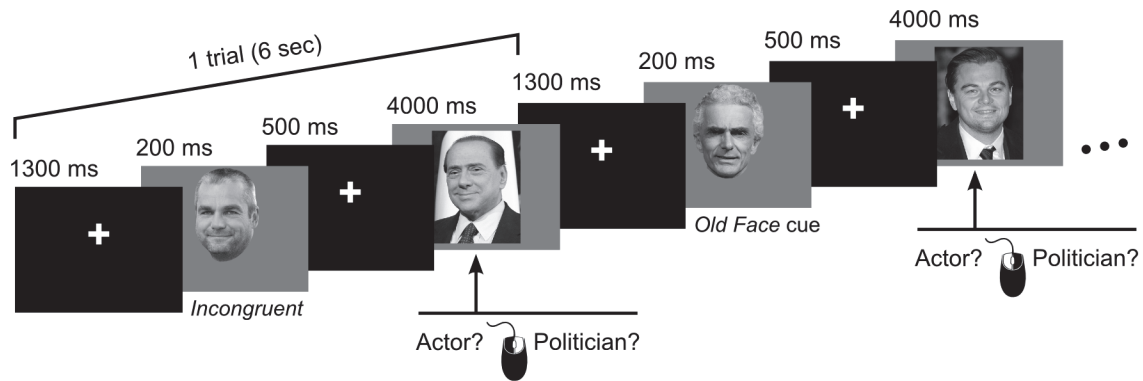 1 trial (6 sec)
1300 ms
200 ms
500 ms
4000 ms
1300 ms
200 ms
500 ms
4000 ms
Incongruent
Old Face cue
Actor? Politician?
Actor? Politician?